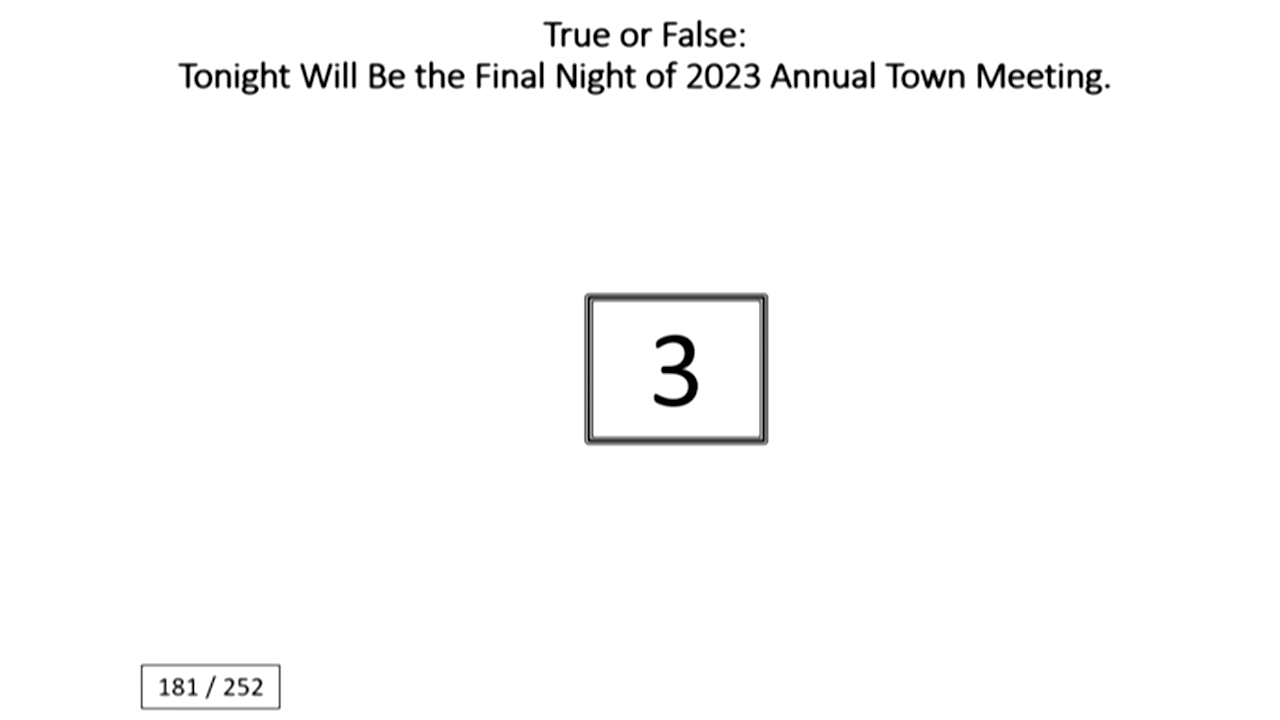 True or False:
Tonight Will Be the Final Night of 2023 Annual Town Meeting.
3
181 / 252